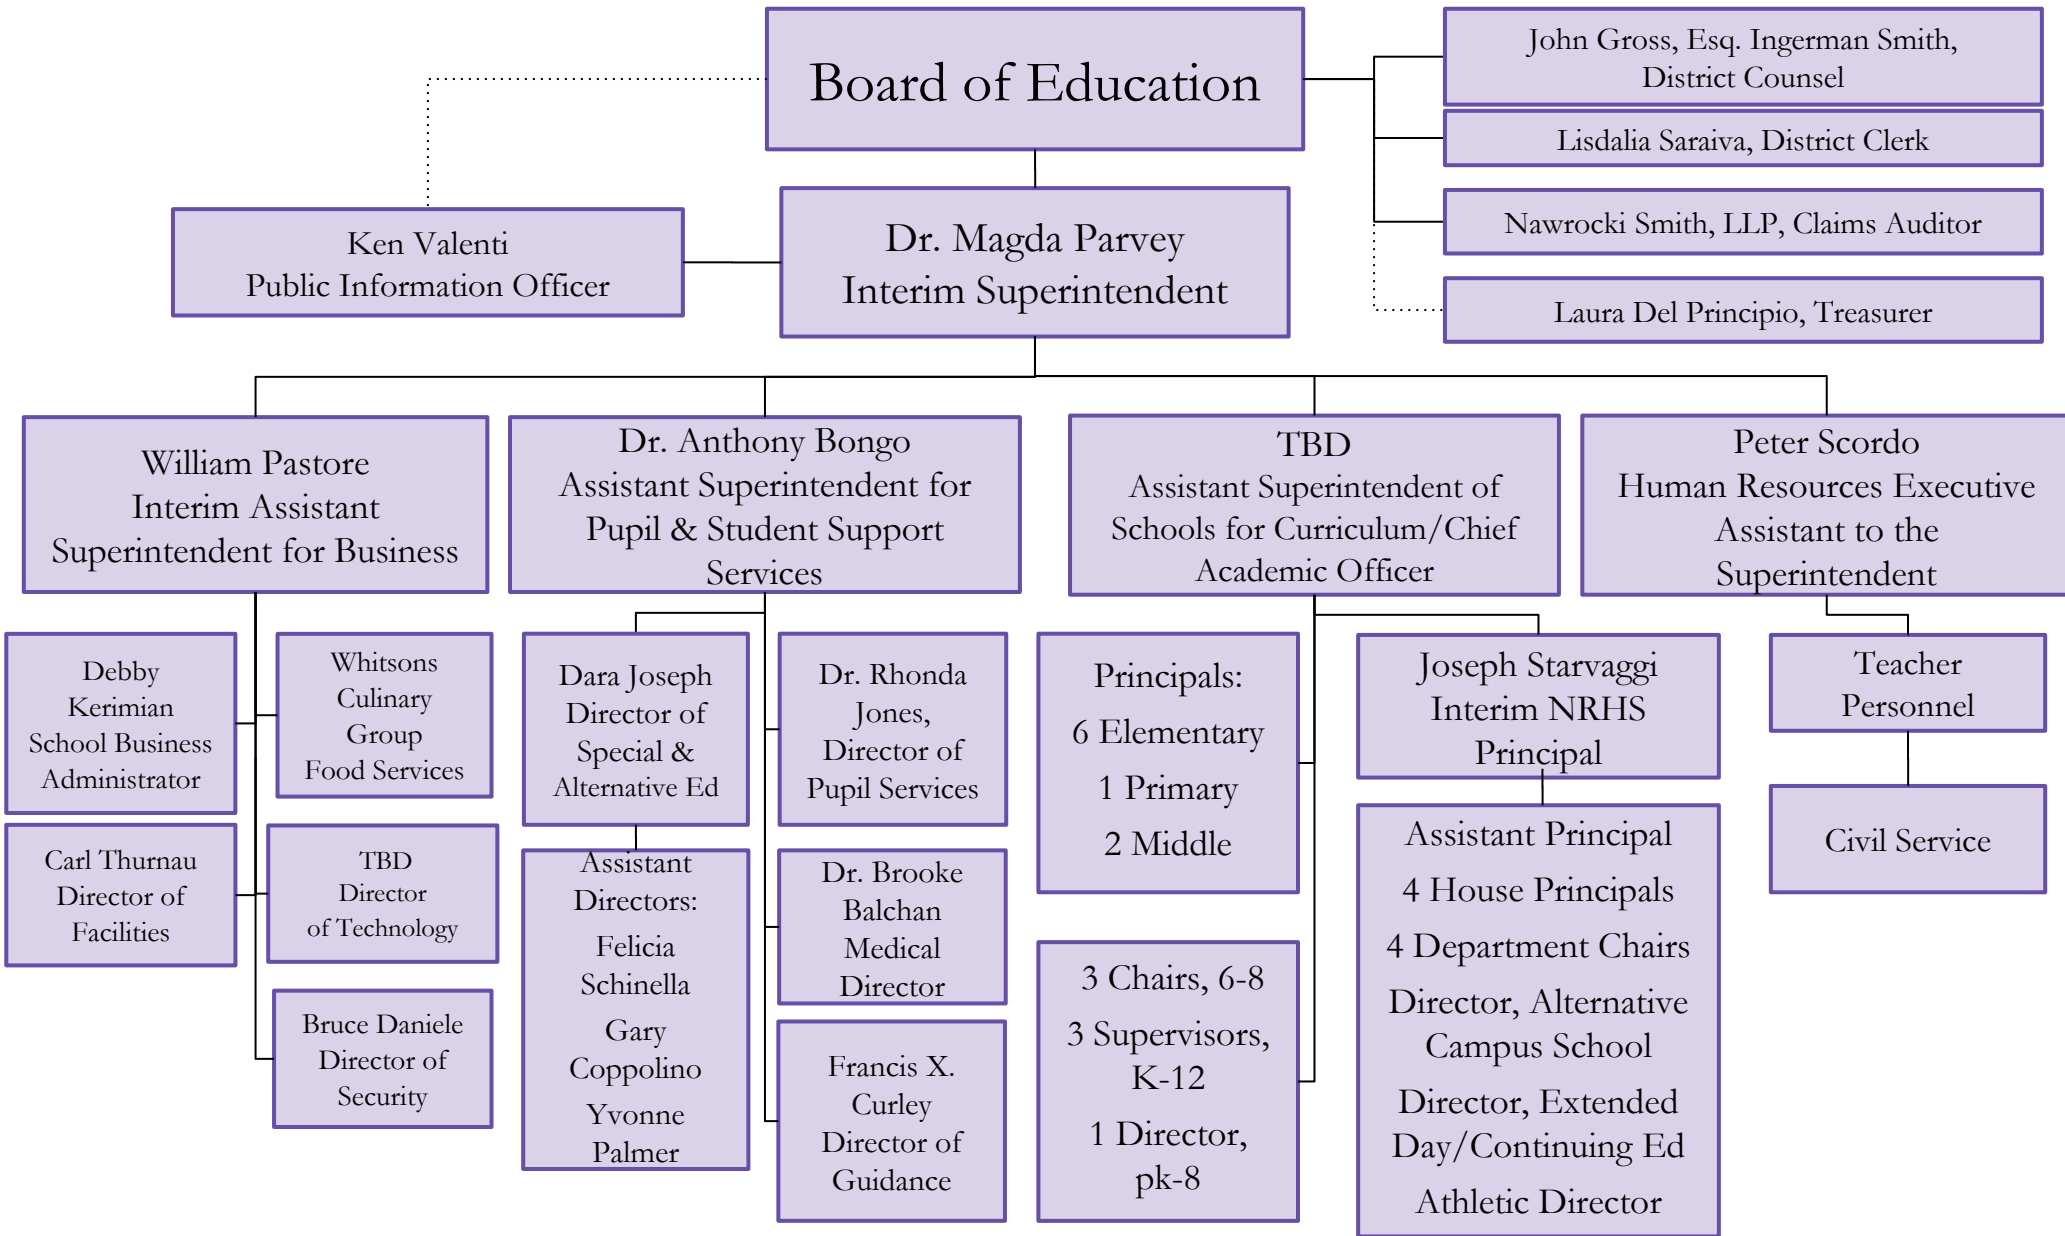 Board of Education
John Gross, Esq. Ingerman Smith,
District Counsel
Lisdalia Saraiva, District Clerk
Nawrocki Smith, LLP, Claims Auditor
Laura Del Principio, Treasurer
Ken Valenti
Public Information Officer
Dr. Magda Parvey
Interim Superintendent
William Pastore
Interim Assistant
Superintendent for Business
Dr. Anthony Bongo
Assistant Superintendent for
Pupil & Student Support
Services
TBD
Assistant Superintendent of
Schools for Curriculum/Chief
Academic Officer
Peter Scordo
Human Resources Executive
Assistant to the
Superintendent
Debby
Kerimian
School Business
Administrator
Whitsons
Culinary
Group
Food Services
Carl Thurnau
Director of
Facilities
TBD
Director
of Technology
Bruce Daniele
Director of
Security
Dara Joseph
Director of
Special &
Alternative Ed
Dr. Rhonda
Jones,
Director of
Pupil Services
Assistant
Directors:
Felicia
Schinella
Gary
Coppolino
Yvonne
Palmer
Dr. Brooke
Balchan
Medical
Director
Francis X.
Curley
Director of
Guidance
Principals:
6 Elementary
1 Primary
2 Middle
3 Chairs, 6-8
3 Supervisors,
K-12
1 Director,
pk-8
Joseph Starvaggi
Interim NRHS
Principal
Assistant Principal
4 House Principals
4 Department Chairs
Director, Alternative
Campus School
Director, Extended
Day/Continuing Ed
Athletic Director
Teacher
Personnel
Civil Service